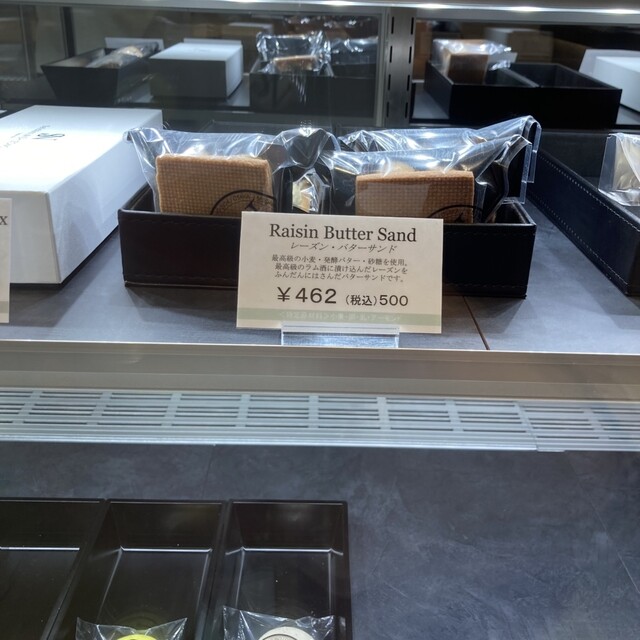 Raisin Butter Sand
レーズン・バターサンド
最高級の小麦・発酵バター・砂糖を使用。
最高級のラム酒に漬け込んだレーズンを
ふんだんにはさんだバターサンドです。
¥462 (税込)500
x